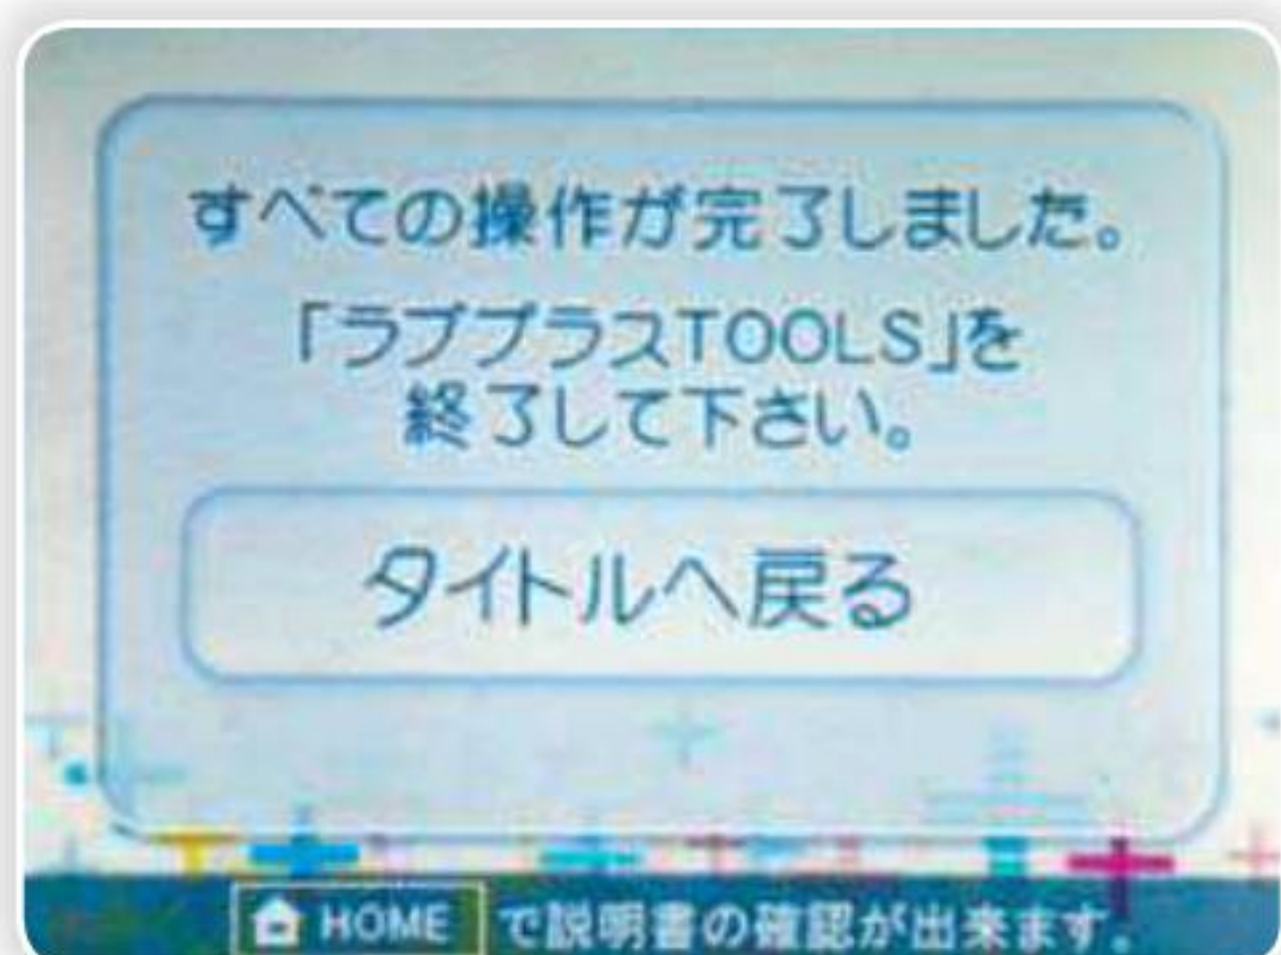 すべての操作が完了しました。
「ラブプラスTOOLS」を
終了して下さい。
タイトルへ戻る
HOME で説明書の確認が出来ます。